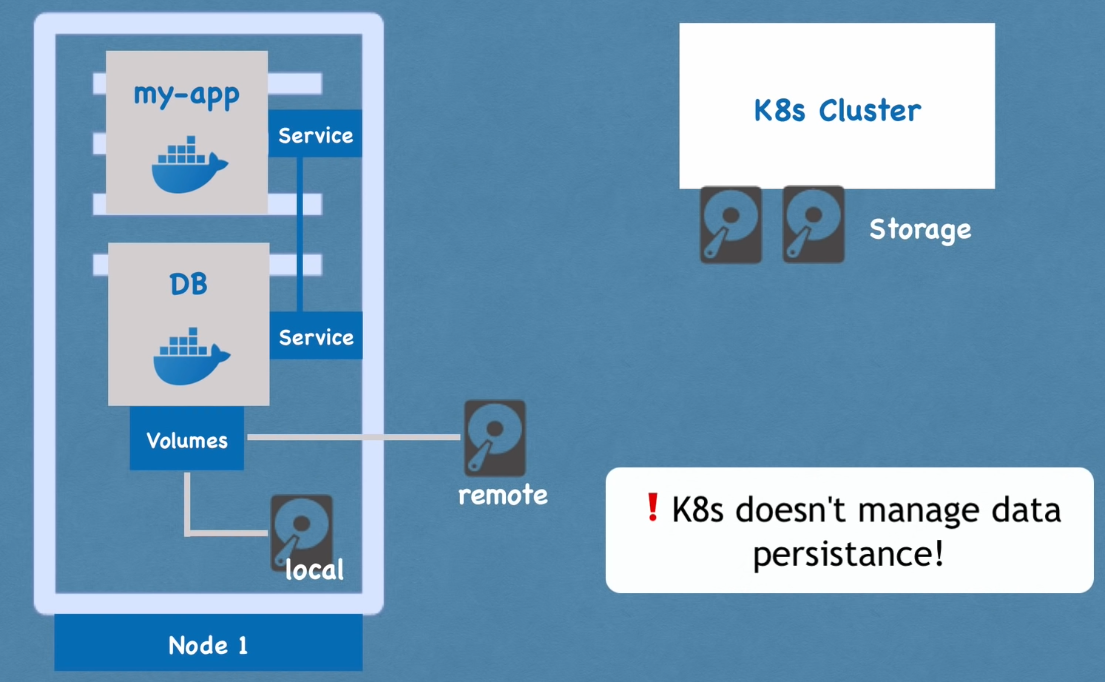 my-app
Service
DB
Service
Volumes
remote
local
Node 1
K8s Cluster
Storage
! K8s doesn't manage data
persistance!